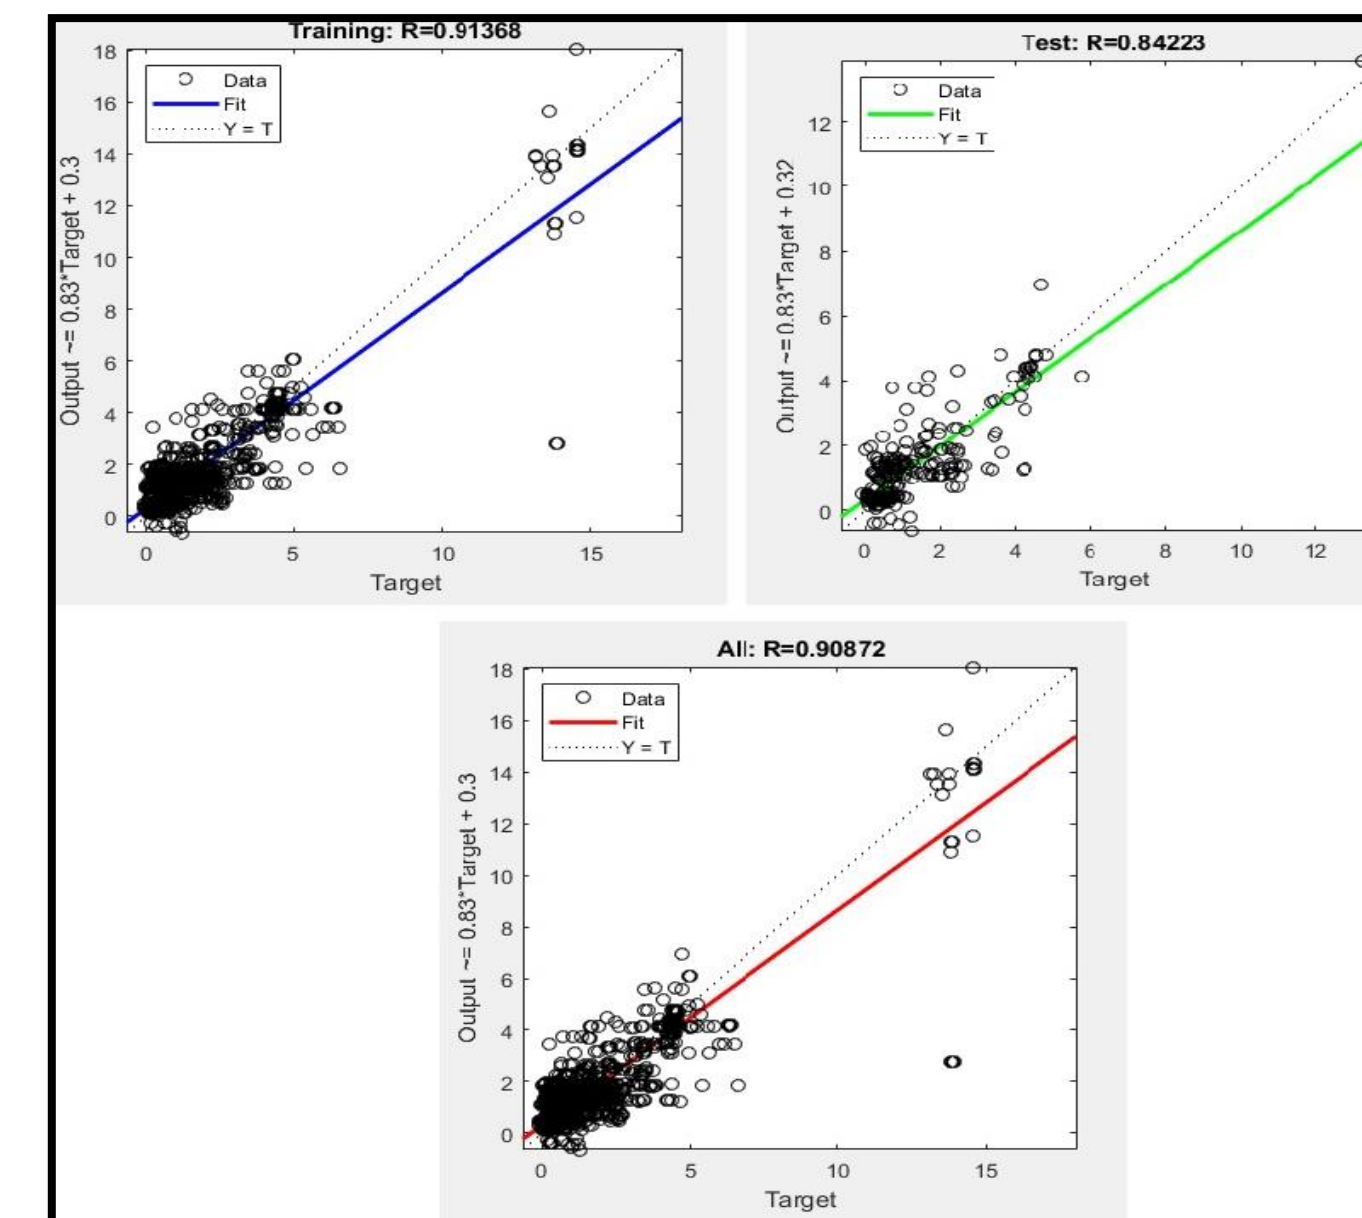 Training: R=0.91368
Data
Fit
Y = T
Output ~= 0.83*Target + 0.3
18
16
14
12
10
8
6
4
2
0
0 5 10 15
Target
Test: R=0.84223
Data
Fit
Y = T
Output ~= 0.83*Target + 0.32
12
10
8
6
4
2
0
0 2 4 6 8 10 12
Target
All: R=0.90872
Data
Fit
Y = T
Output ~= 0.83*Target + 0.3
18
16
14
12
10
8
6
4
2
0
0 5 10 15
Target